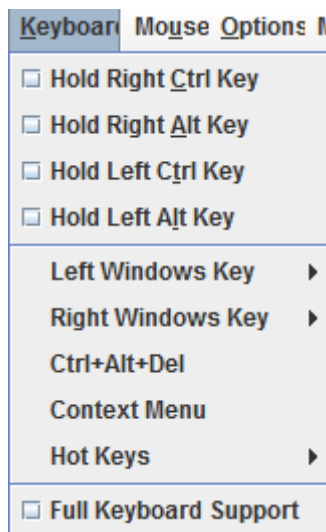 Keyboard Mouse Options
Hold Right Ctrl Key
Hold Right Alt Key
Hold Left Ctrl Key
Hold Left Alt Key
Left Windows Key
Right Windows Key
Ctrl+Alt+Del
Context Menu
Hot Keys
Full Keyboard Support